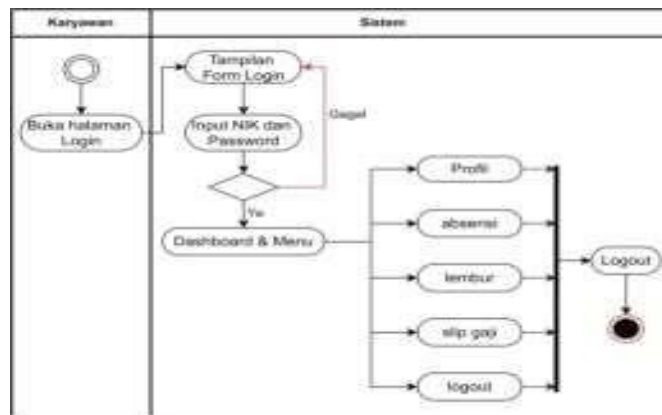 Karyawan
Sistem
Tampilan
Form Login
Buka halaman
Login
Input NIK dan
Password
Gagal
Ya
Dashboard & Menu
Profil
absensi
lembur
slip gaji
logout
Logout